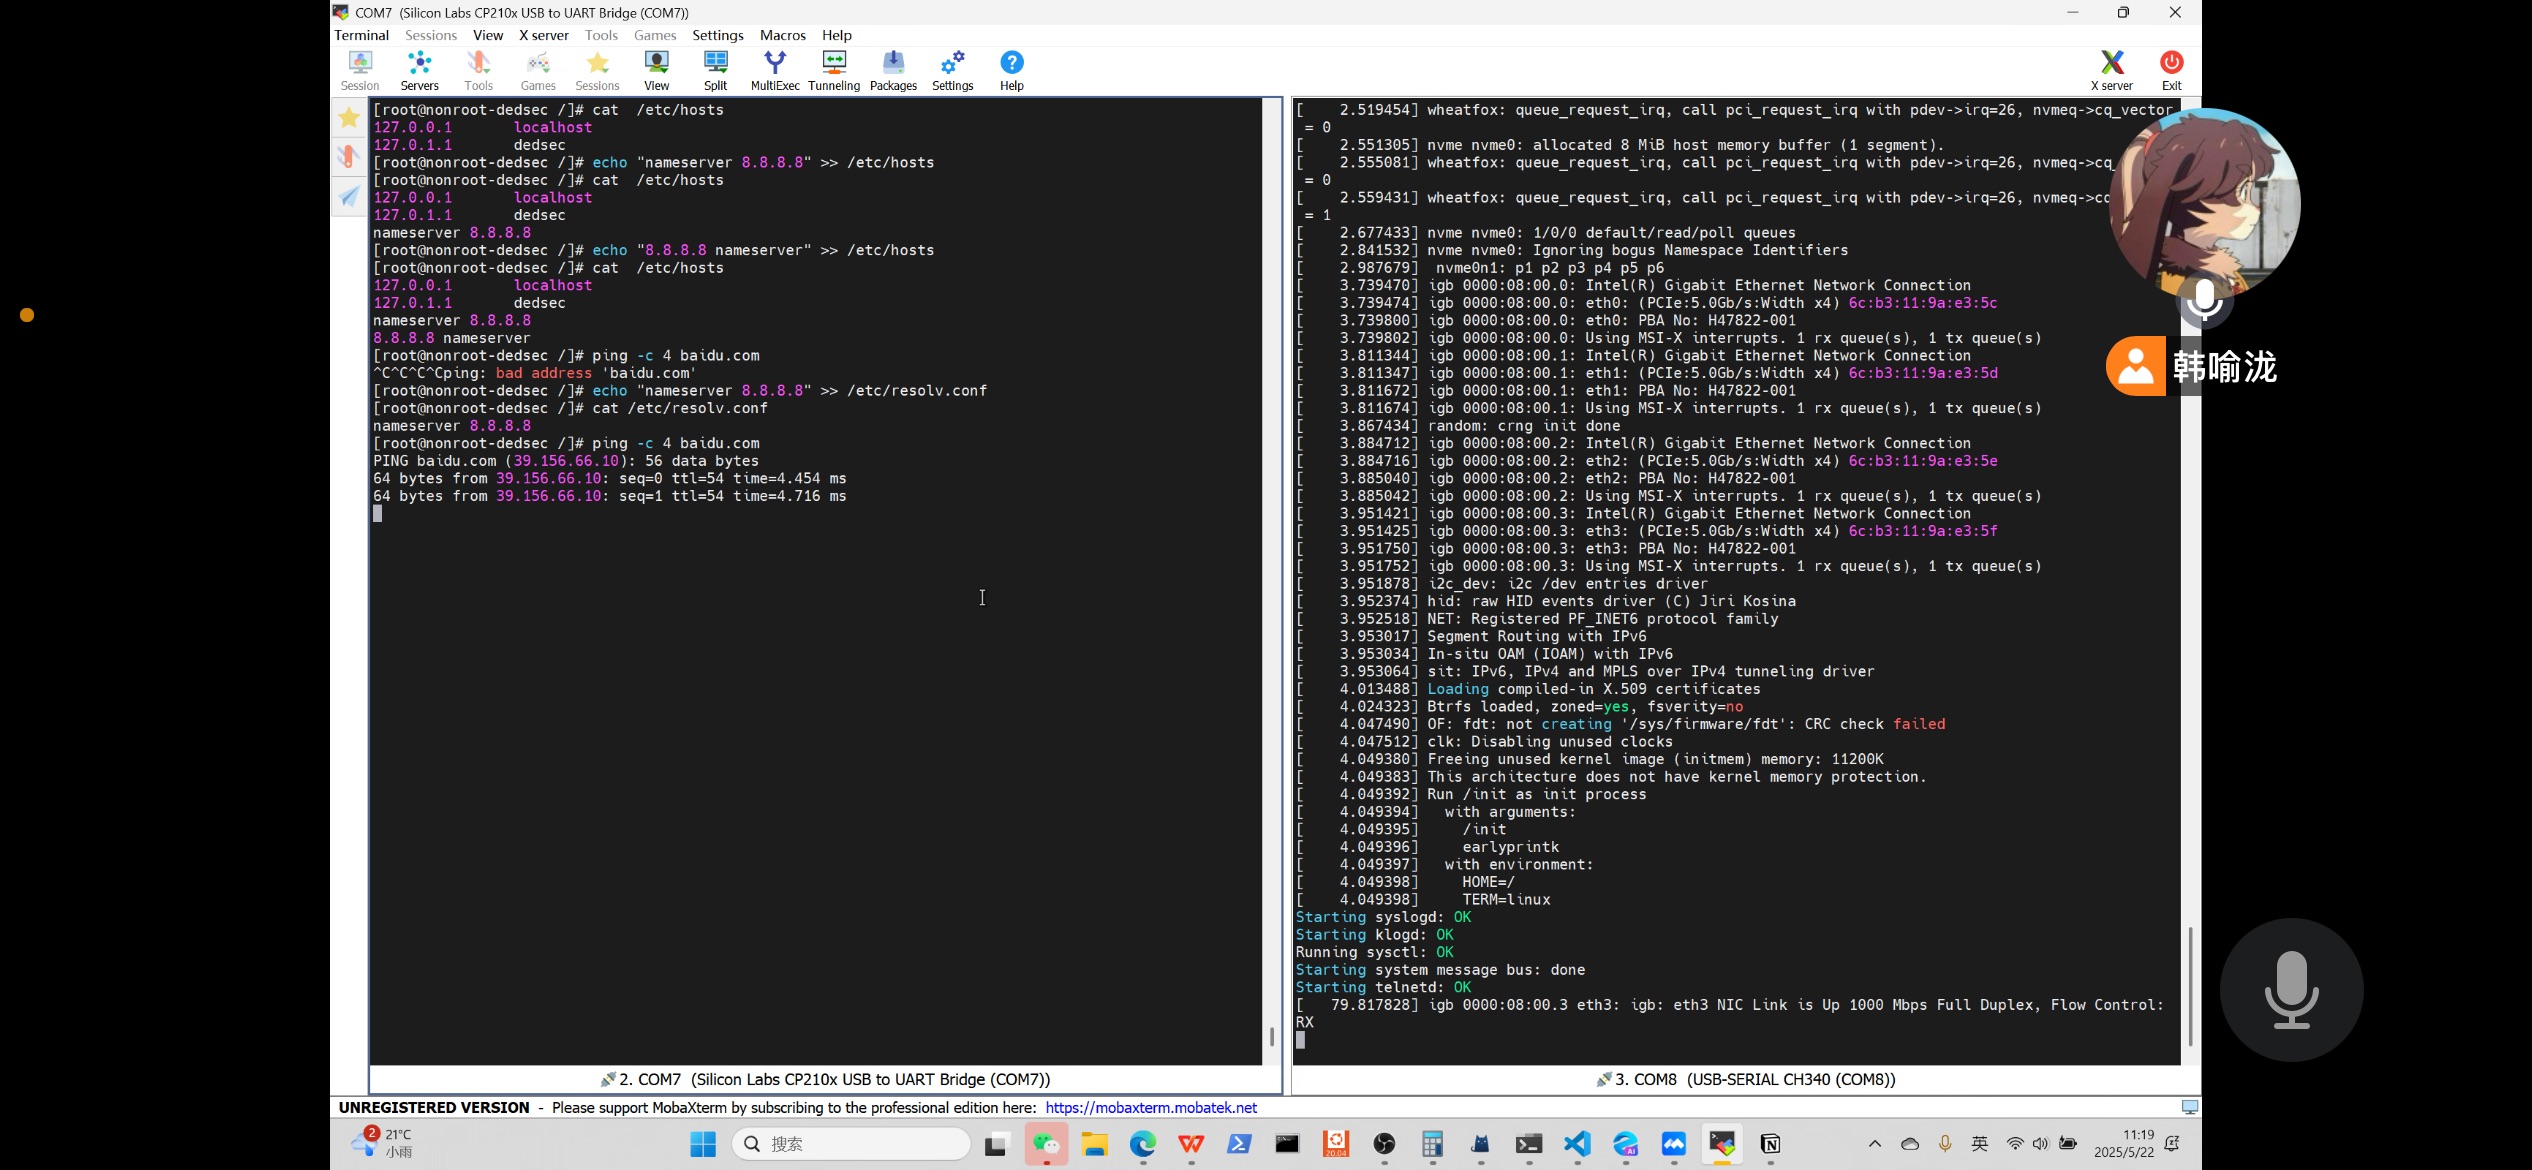 COM7  (Silicon Labs CP210x USB to UART Bridge (COM7))
Terminal Sessions View X server Tools Games Settings Macros Help
Session Servers Tools Games Sessions View Split MultiExec Tunneling Packages Settings Help X server Exit
[root@nonroot-dedsec /]# cat  /etc/hosts
127.0.0.1       localhost
127.0.1.1       dedsec
[root@nonroot-dedsec /]# echo "nameserver 8.8.8.8" >> /etc/hosts
[root@nonroot-dedsec /]# cat  /etc/hosts
127.0.0.1       localhost
127.0.1.1       dedsec
nameserver 8.8.8.8
[root@nonroot-dedsec /]# echo "8.8.8.8 nameserver" >> /etc/hosts
[root@nonroot-dedsec /]# cat  /etc/hosts
127.0.0.1       localhost
127.0.1.1       dedsec
nameserver 8.8.8.8
8.8.8.8 nameserver
[root@nonroot-dedsec /]# ping -c 4 baidu.com
^C^C^C^Cping: bad address 'baidu.com'
[root@nonroot-dedsec /]# echo "nameserver 8.8.8.8" >> /etc/resolv.conf
[root@nonroot-dedsec /]# cat /etc/resolv.conf
nameserver 8.8.8.8
[root@nonroot-dedsec /]# ping -c 4 baidu.com
PING baidu.com (39.156.66.10): 56 data bytes
64 bytes from 39.156.66.10: seq=0 ttl=54 time=4.454 ms
64 bytes from 39.156.66.10: seq=1 ttl=54 time=4.716 ms
2. COM7  (Silicon Labs CP210x USB to UART Bridge (COM7))
[    2.519454] wheatfox: queue_request_irq, call pci_request_irq with pdev->irq=26, nvmeq->cq_vector
 = 0
[    2.551305] nvme nvme0: allocated 8 MiB host memory buffer (1 segment).
[    2.555081] wheatfox: queue_request_irq, call pci_request_irq with pdev->irq=26, nvmeq->cq
 = 0
[    2.559431] wheatfox: queue_request_irq, call pci_request_irq with pdev->irq=26, nvmeq->cq
 = 1
[    2.677433] nvme nvme0: 1/0/0 default/read/poll queues
[    2.841532] nvme nvme0: Ignoring bogus Namespace Identifiers
[    2.987679]  nvme0n1: p1 p2 p3 p4 p5 p6
[    3.739470] igb 0000:08:00.0: Intel(R) Gigabit Ethernet Network Connection
[    3.739474] igb 0000:08:00.0: eth0: (PCIe:5.0Gb/s:Width x4) 6c:b3:11:9a:e3:5c
[    3.739800] igb 0000:08:00.0: eth0: PBA No: H47822-001
[    3.739802] igb 0000:08:00.0: Using MSI-X interrupts. 1 rx queue(s), 1 tx queue(s)
[    3.811344] igb 0000:08:00.1: Intel(R) Gigabit Ethernet Network Connection
[    3.811347] igb 0000:08:00.1: eth1: (PCIe:5.0Gb/s:Width x4) 6c:b3:11:9a:e3:5d
[    3.811672] igb 0000:08:00.1: eth1: PBA No: H47822-001
[    3.811674] igb 0000:08:00.1: Using MSI-X interrupts. 1 rx queue(s), 1 tx queue(s)
[    3.867434] random: crng init done
[    3.884712] igb 0000:08:00.2: Intel(R) Gigabit Ethernet Network Connection
[    3.884716] igb 0000:08:00.2: eth2: (PCIe:5.0Gb/s:Width x4) 6c:b3:11:9a:e3:5e
[    3.885040] igb 0000:08:00.2: eth2: PBA No: H47822-001
[    3.885042] igb 0000:08:00.2: Using MSI-X interrupts. 1 rx queue(s), 1 tx queue(s)
[    3.951421] igb 0000:08:00.3: Intel(R) Gigabit Ethernet Network Connection
[    3.951425] igb 0000:08:00.3: eth3: (PCIe:5.0Gb/s:Width x4) 6c:b3:11:9a:e3:5f
[    3.951750] igb 0000:08:00.3: eth3: PBA No: H47822-001
[    3.951752] igb 0000:08:00.3: Using MSI-X interrupts. 1 rx queue(s), 1 tx queue(s)
[    3.951878] i2c_dev: i2c /dev entries driver
[    3.952374] hid: raw HID events driver (C) Jiri Kosina
[    3.952518] NET: Registered PF_INET6 protocol family
[    3.953017] Segment Routing with IPv6
[    3.953034] In-situ OAM (IOAM) with IPv6
[    3.953064] sit: IPv6, IPv4 and MPLS over IPv4 tunneling driver
[    4.013488] Loading compiled-in X.509 certificates
[    4.024323] Btrfs loaded, zoned=yes, fsverity=no
[    4.047490] OF: fdt: not creating '/sys/firmware/fdt': CRC check failed
[    4.047512] clk: Disabling unused clocks
[    4.049380] Freeing unused kernel image (initmem) memory: 11200K
[    4.049383] This architecture does not have kernel memory protection.
[    4.049392] Run /init as init process
[    4.049394]   with arguments:
[    4.049395]     /init
[    4.049396]     earlyprintk
[    4.049397]   with environment:
[    4.049398]     HOME=/
[    4.049398]     TERM=linux
Starting syslogd: OK
Starting klogd: OK
Running sysctl: OK
Starting system message bus: done
Starting telnetd: OK
[   79.817828] igb 0000:08:00.3 eth3: igb: eth3 NIC Link is Up 1000 Mbps Full Duplex, Flow Control:
RX
3. COM8  (USB-SERIAL CH340 (COM8))
韩喻泷
UNREGISTERED VERSION  -  Please support MobaXterm by subscribing to the professional edition here:  https://mobaxterm.mobatek.net
2
21°C
小雨
搜索
20.04
AI
英
11:19
2025/5/22